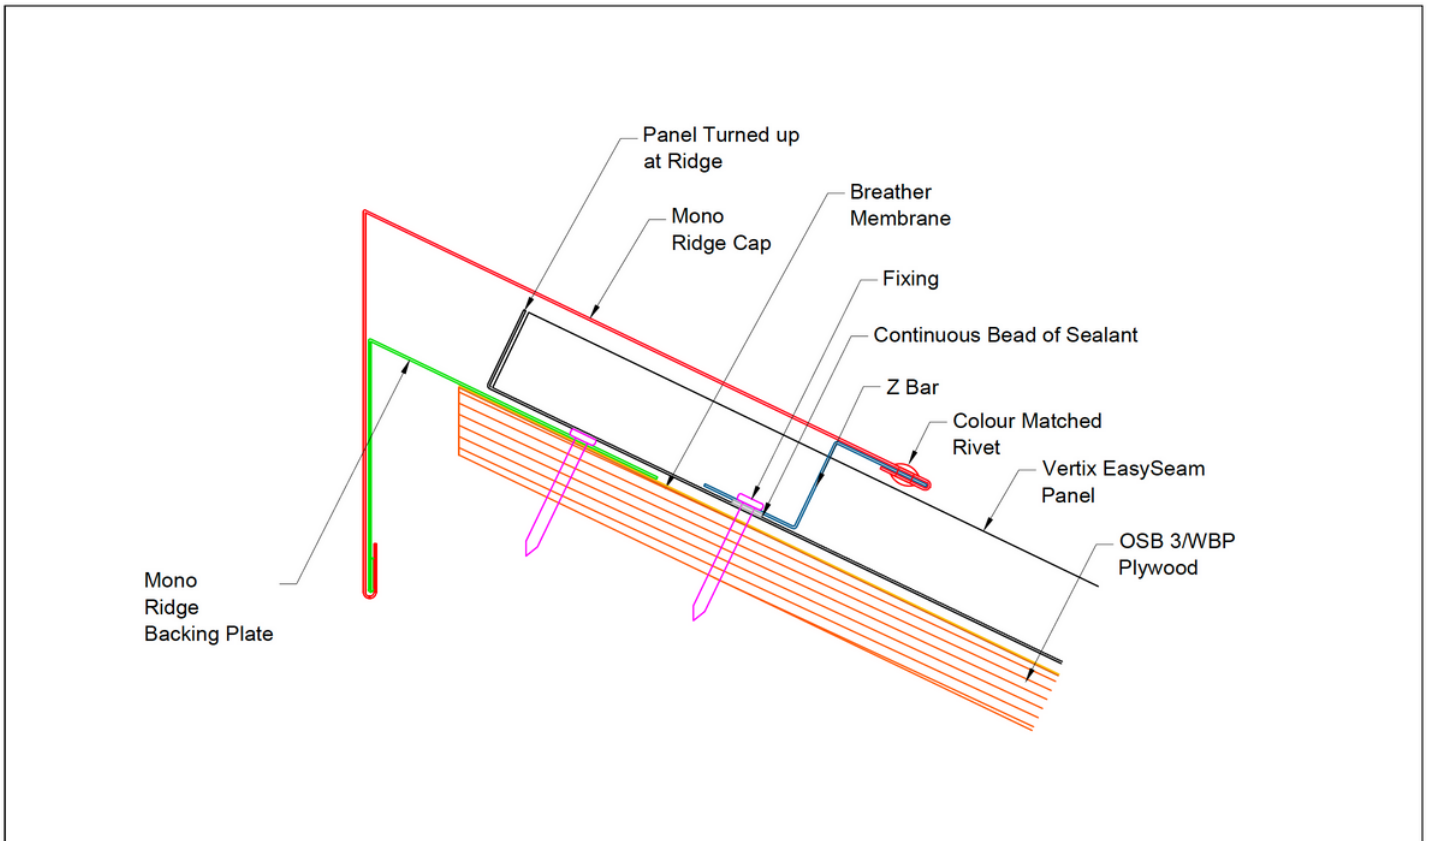 Panel Turned up
at Ridge
Mono
Ridge Cap
Breather
Membrane
Fixing
Continuous Bead of Sealant
Z Bar
Colour Matched
Rivet
Vertix EasySeam
Panel
OSB 3/WBP
Plywood
Mono
Ridge
Backing Plate